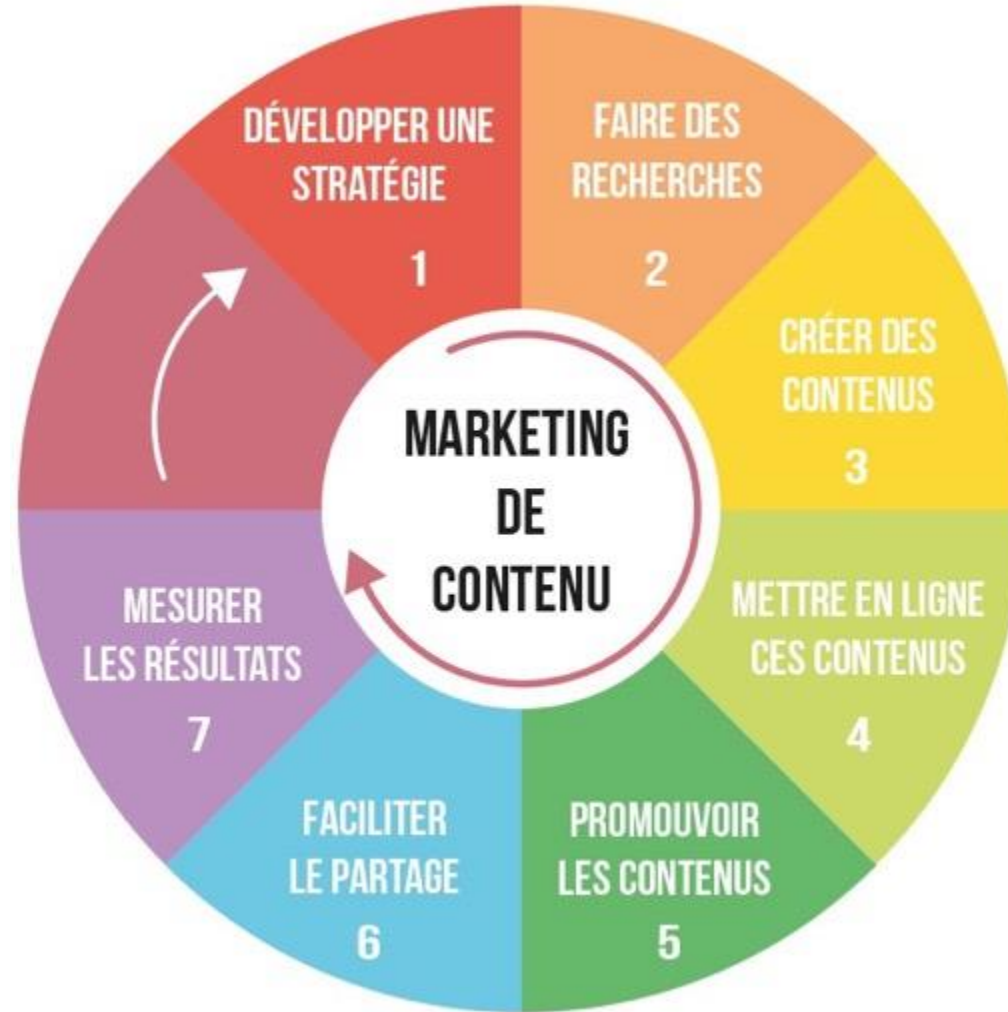 DÉVELOPPER UNE
STRATÉGIE
1
FAIRE DES
RECHERCHES
2
CRÉER DES
CONTENUS
3
METTRE EN LIGNE
CES CONTENUS
4
PROMOUVOIR
LES CONTENUS
5
FACILITER
LE PARTAGE
6
MESURER
LES RÉSULTATS
7
MARKETING
DE
CONTENU